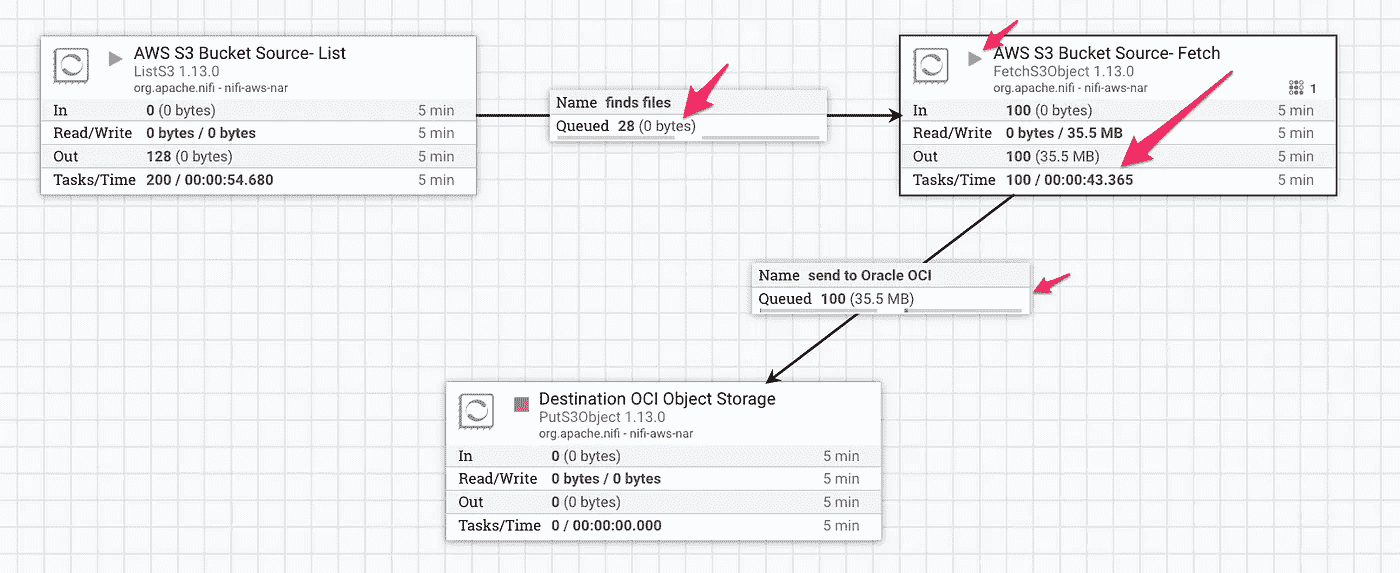 AWS S3 Bucket Source- List
ListS3 1.13.0
org.apache.nifi - nifi-aws-nar
In 0 (0 bytes) 5 min
Read/Write 0 bytes / 0 bytes 5 min
Out 128 (0 bytes) 5 min
Tasks/Time 200 / 00:00:54.680 5 min
Name finds files
Queued 28 (0 bytes)
AWS S3 Bucket Source- Fetch
FetchS3Object 1.13.0
org.apache.nifi - nifi-aws-nar
1
In 100 (0 bytes) 5 min
Read/Write 0 bytes / 35.5 MB 5 min
Out 100 (35.5 MB) 5 min
Tasks/Time 100 / 00:00:43.365 5 min
Name send to Oracle OCI
Queued 100 (35.5 MB)
Destination OCI Object Storage
PutS3Object 1.13.0
org.apache.nifi - nifi-aws-nar
In 0 (0 bytes) 5 min
Read/Write 0 bytes / 0 bytes 5 min
Out 0 (0 bytes) 5 min
Tasks/Time 0 / 00:00:00.000 5 min